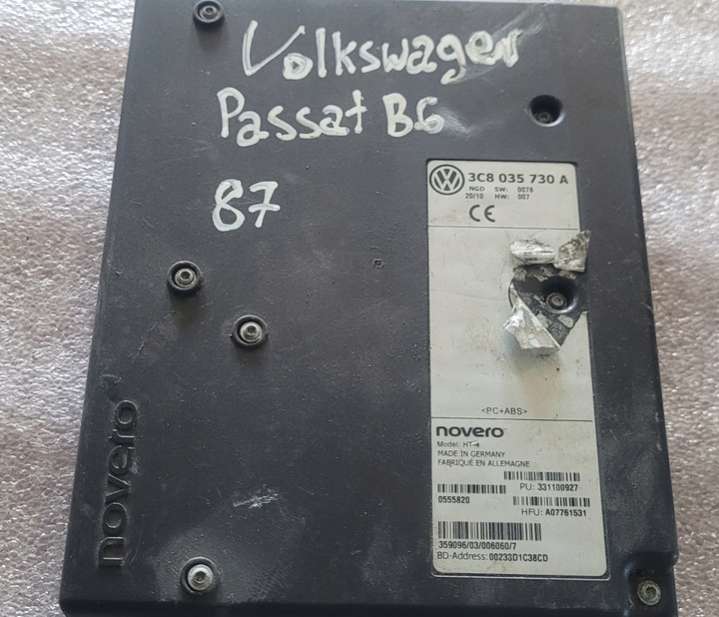 Volkswagen
Passat B6
87
3C8 035 730 A
NGD SW: 0078
20/10 HW: 007
CE
<PC+ABS>
novero
Model: HT-4
MADE IN GERMANY
FABRIQUÉ EN ALLEMAGNE
PU: 331100927
0555820
HFU: A07761531
359096/03/006060/7
BD-Address: 00233D1C38CD
novero